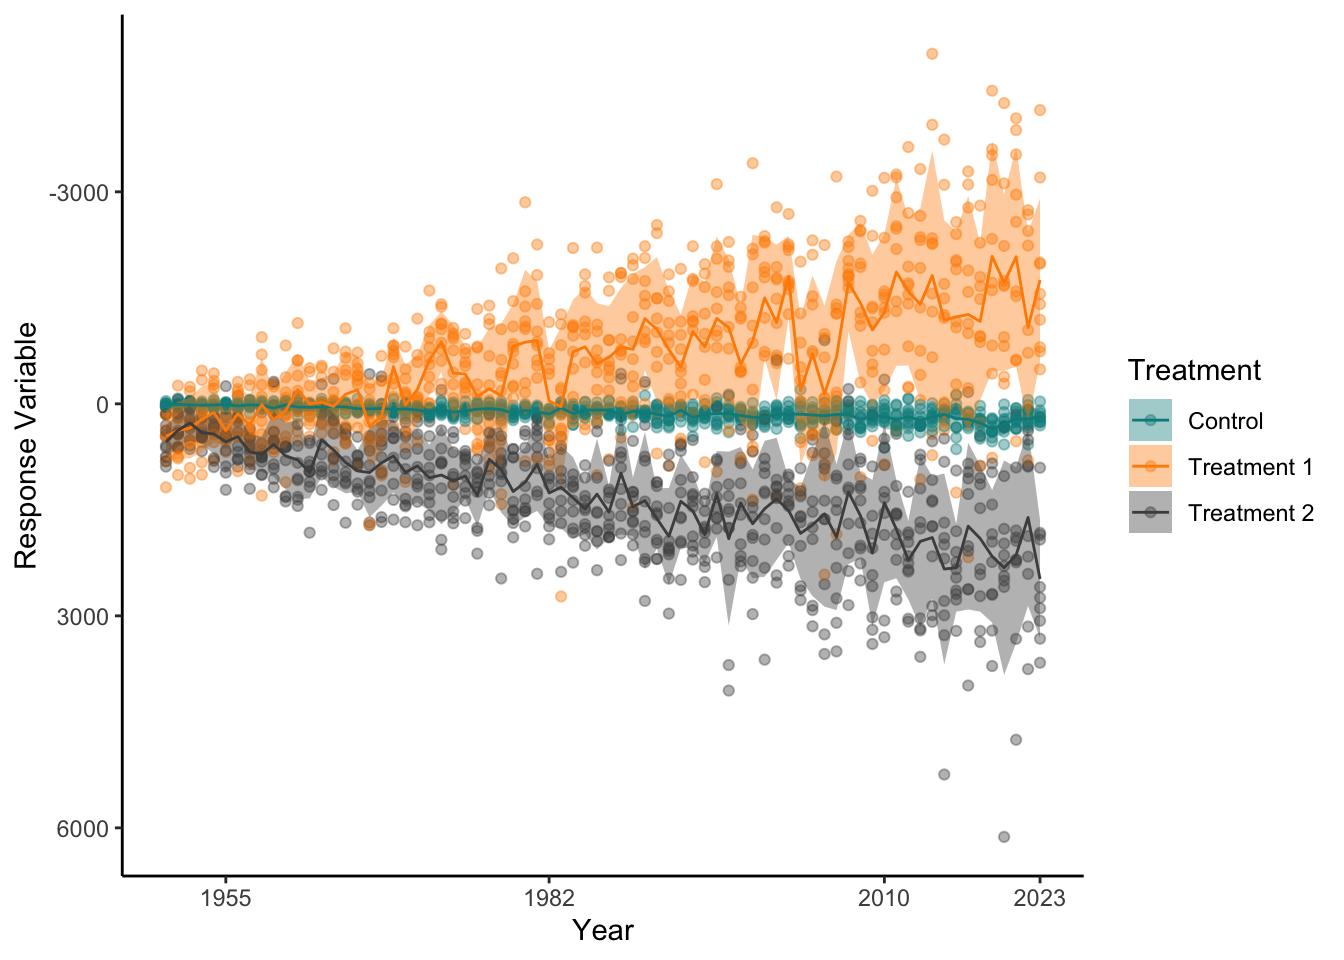 -3000
0
3000
6000
Response Variable
1955
1982
2010
2023
Year
Treatment
Control
Treatment 1
Treatment 2